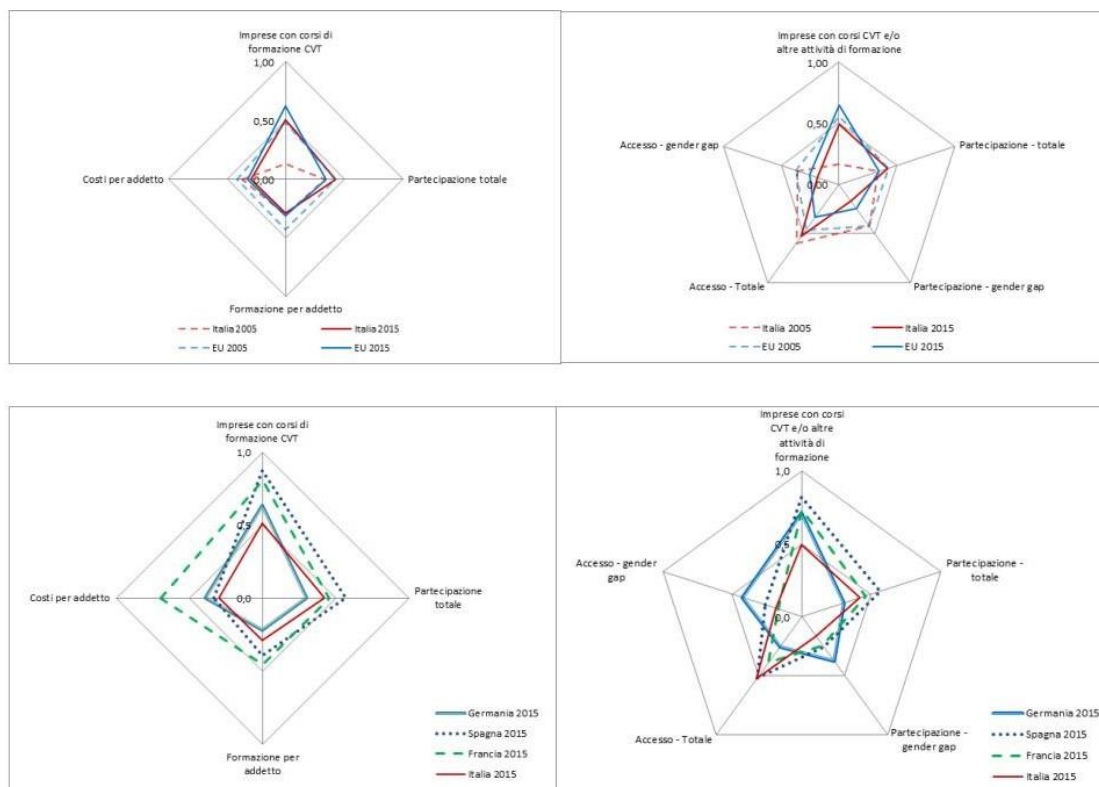 Imprese con corsi di
formazione CVT
1,00
0,50
0,00
Costi per addetto
Partecipazione totale
Formazione per addetto
Italia 2005
Italia 2015
EU 2005
EU 2015
Imprese con corsi CVT e/o
altre attività di formazione
1,00
0,50
0,00
Accesso - gender gap
Partecipazione - totale
Accesso - Totale
Partecipazione - gender gap
Italia 2005
Italia 2015
EU 2005
EU 2015
Imprese con corsi di
formazione CVT
1,0
0,5
0,0
Costi per addetto
Partecipazione
totale
Formazione per
addetto
Germania 2015
Spagna 2015
Francia 2015
Italia 2015
Imprese con corsi
CVT e/o altre
attività di
formazione
1,0
0,5
0,0
Accesso - gender
gap
Partecipazione -
totale
Accesso - Totale
Partecipazione -
gender gap
Germania 2015
Spagna 2015
Francia 2015
Italia 2015